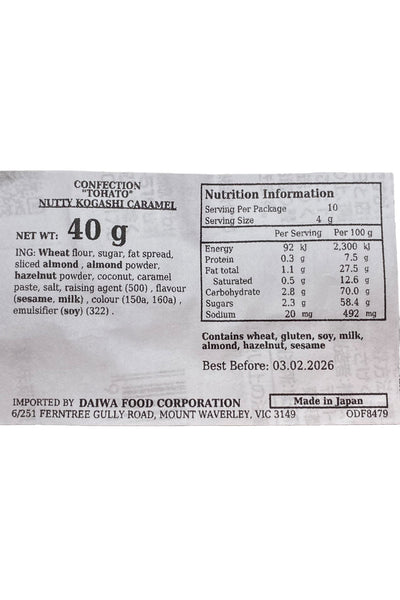 CONFECTION
"TOHATO"
NUTTY KOGASHI CARAMEL
NET WT: 40 g
ING: Wheat flour, sugar, fat spread,
sliced almond , almond powder,
hazelnut powder, coconut, caramel
paste, salt, raising agent (500) , flavour
(sesame, milk) , colour (150a, 160a) ,
emulsifier (soy) (322) .
Nutrition Information
Serving Per Package 10
Serving Size 4 g
Per Serving Per 100 g
Energy 92 kJ 2,300 kJ
Protein 0.3 g 7.5 g
Fat total 1.1 g 27.5 g
Saturated 0.5 g 12.6 g
Carbohydrate 2.8 g 70.0 g
Sugars 2.3 g 58.4 g
Sodium 20 mg 492 mg
Contains wheat, gluten, soy, milk,
almond, hazelnut, sesame
Best Before: 03.02.2026
IMPORTED BY DAIWA FOOD CORPORATION
6/251 FERNTREE GULLY ROAD, MOUNT WAVERLEY, VIC 3149
Made in Japan
ODF8479